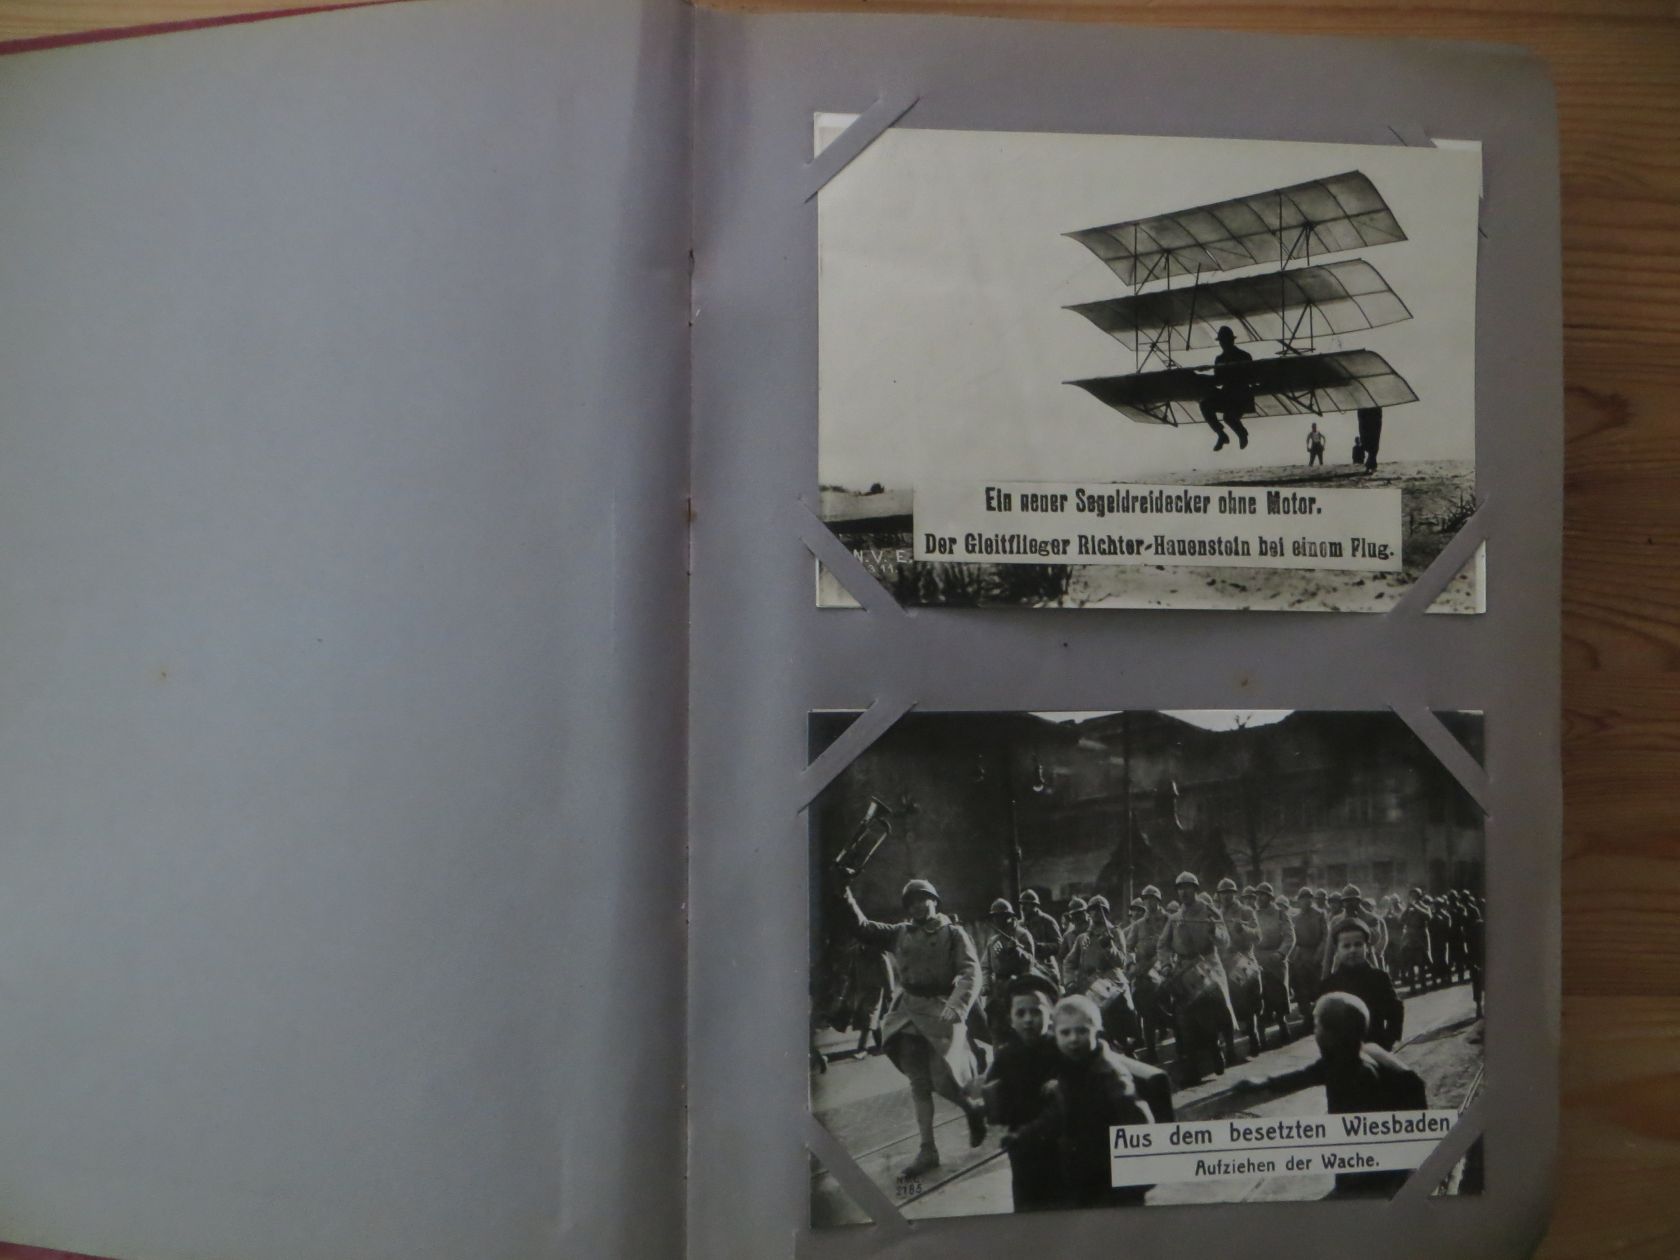 Ein neuer Segeldreidecker ohne Motor.
Der Gleitflieger Richter-Hauenstein bei einem Flug.
N.V.E.
Aus dem besetzten Wiesbaden
Aufziehen der Wache.
2185